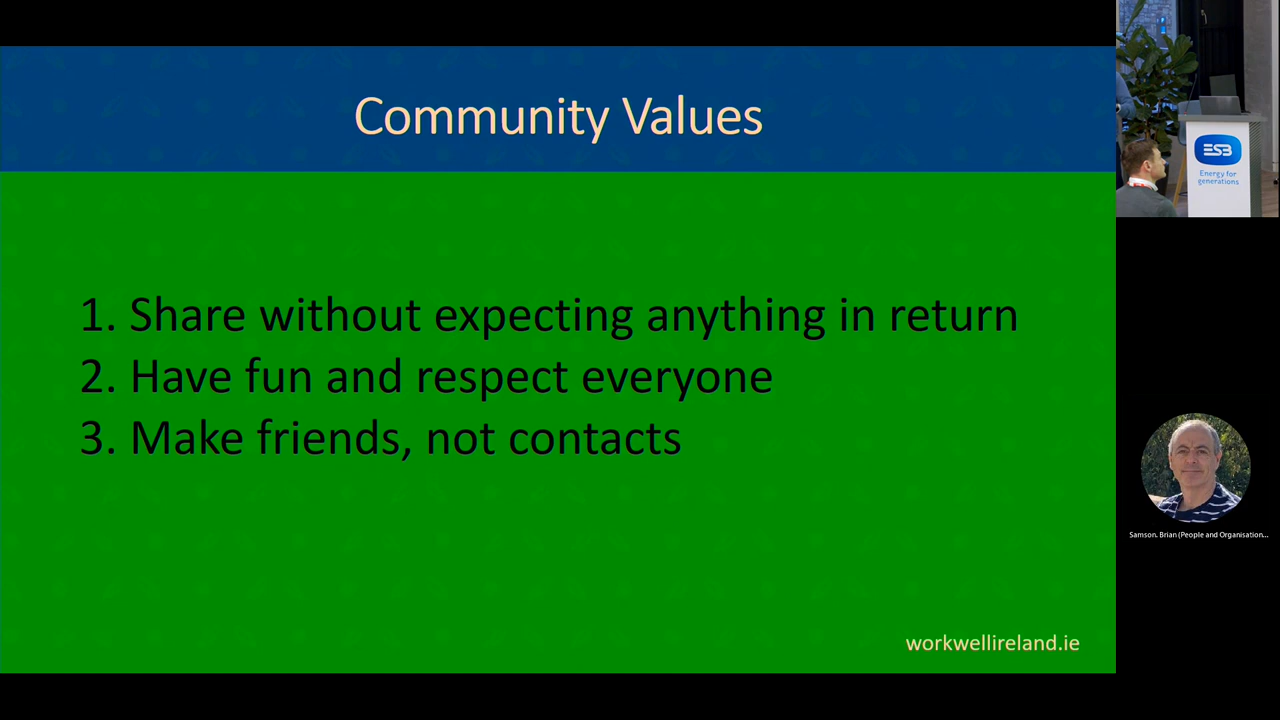 Community Values
1. Share without expecting anything in return
2. Have fun and respect everyone
3. Make friends, not contacts
workwellireland.ie
ESB
Energy for
generations
Samson. Brian (People and Organisation...